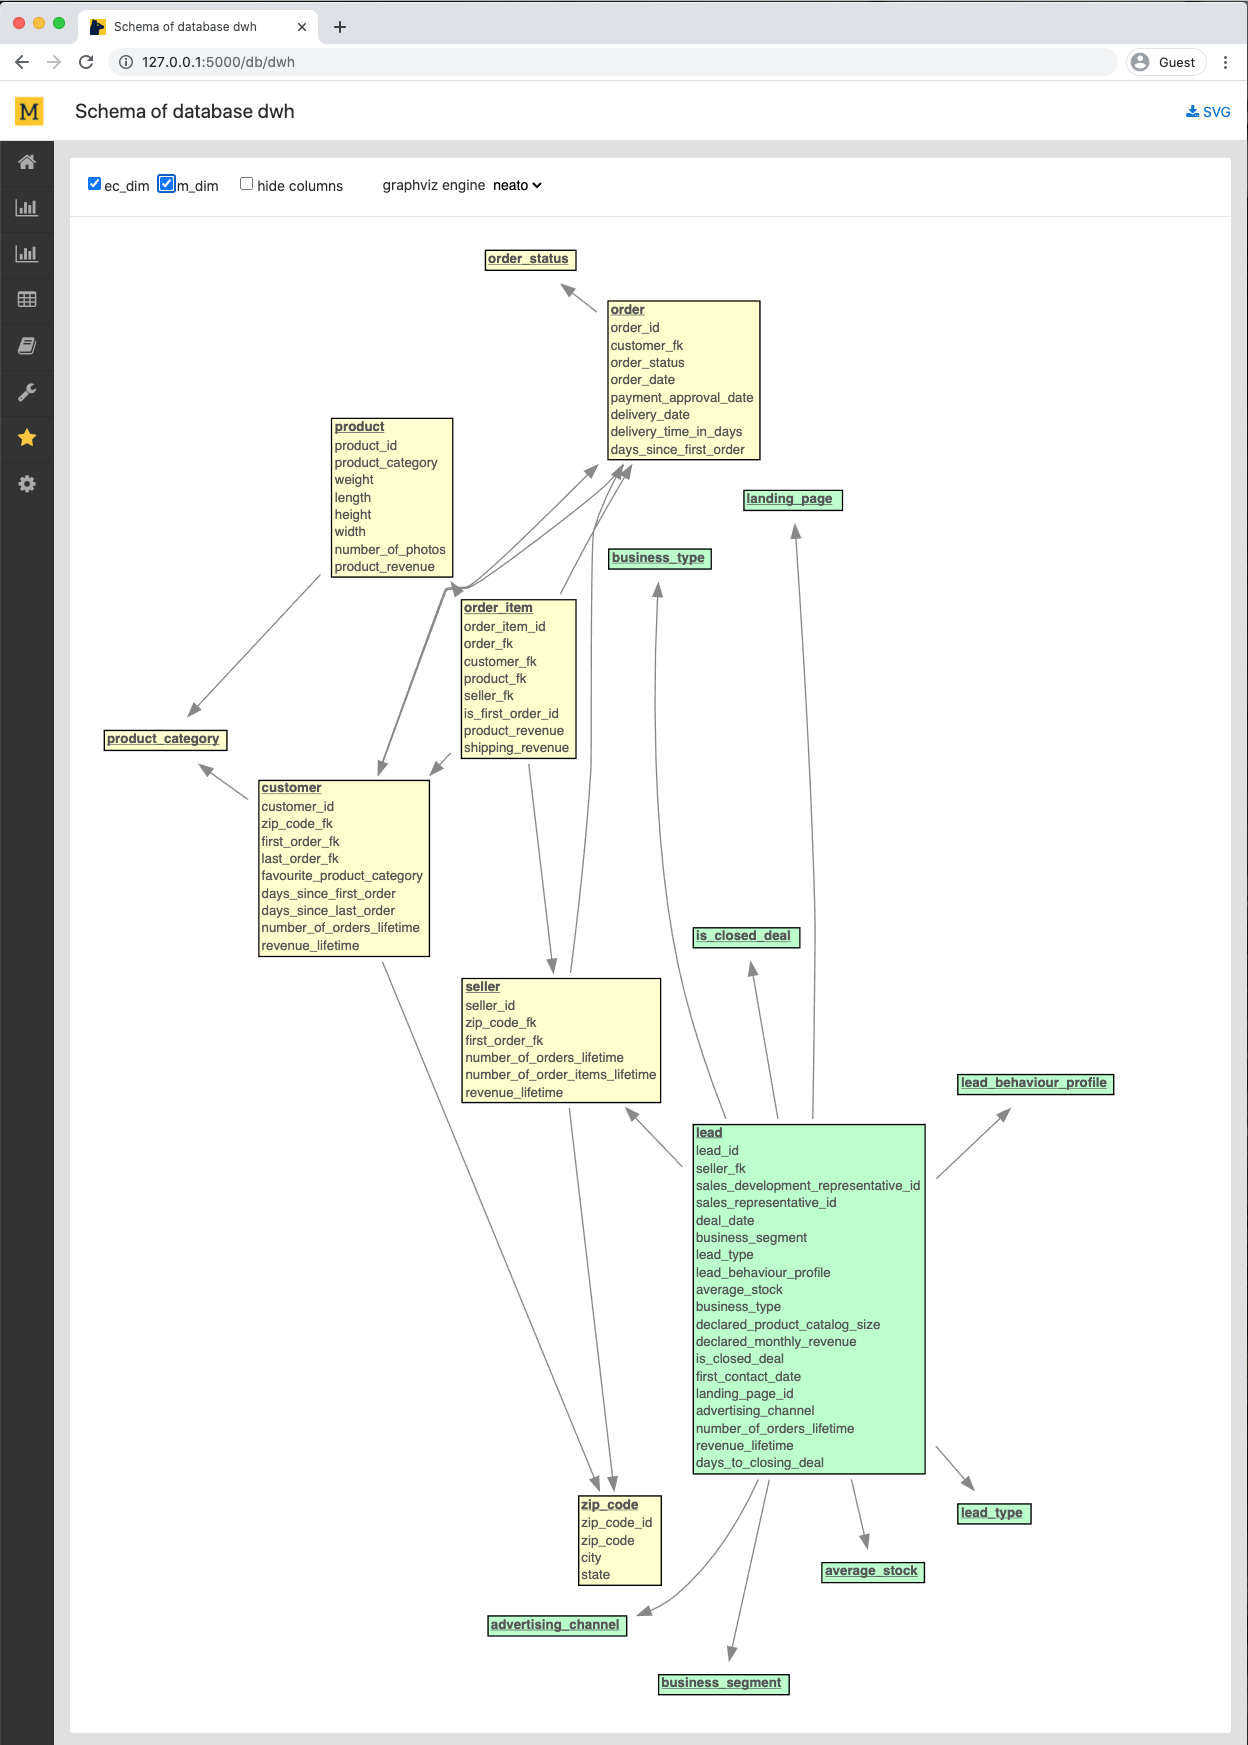 Schema of database dwh
127.0.0.1:5000/db/dwh
Guest
M
Schema of database dwh
SVG
ec_dim m_dim hide columns graphviz engine neato
order_status
order
order_id
customer_fk
order_status
order_date
payment_approval_date
delivery_date
delivery_time_in_days
days_since_first_order
product
product_id
product_category
weight
length
height
width
number_of_photos
product_revenue
landing_page
business_type
order_item
order_item_id
order_fk
customer_fk
product_fk
seller_fk
is_first_order_id
product_revenue
shipping_revenue
product_category
customer
customer_id
zip_code_fk
first_order_fk
last_order_fk
favourite_product_category
days_since_first_order
days_since_last_order
number_of_orders_lifetime
revenue_lifetime
is_closed_deal
seller
seller_id
zip_code_fk
first_order_fk
number_of_orders_lifetime
number_of_order_items_lifetime
revenue_lifetime
lead_behaviour_profile
lead
lead_id
seller_fk
sales_development_representative_id
sales_representative_id
deal_date
business_segment
lead_type
lead_behaviour_profile
average_stock
business_type
declared_product_catalog_size
declared_monthly_revenue
is_closed_deal
first_contact_date
landing_page_id
advertising_channel
number_of_orders_lifetime
revenue_lifetime
days_to_closing_deal
zip_code
zip_code_id
zip_code
city
state
lead_type
average_stock
advertising_channel
business_segment